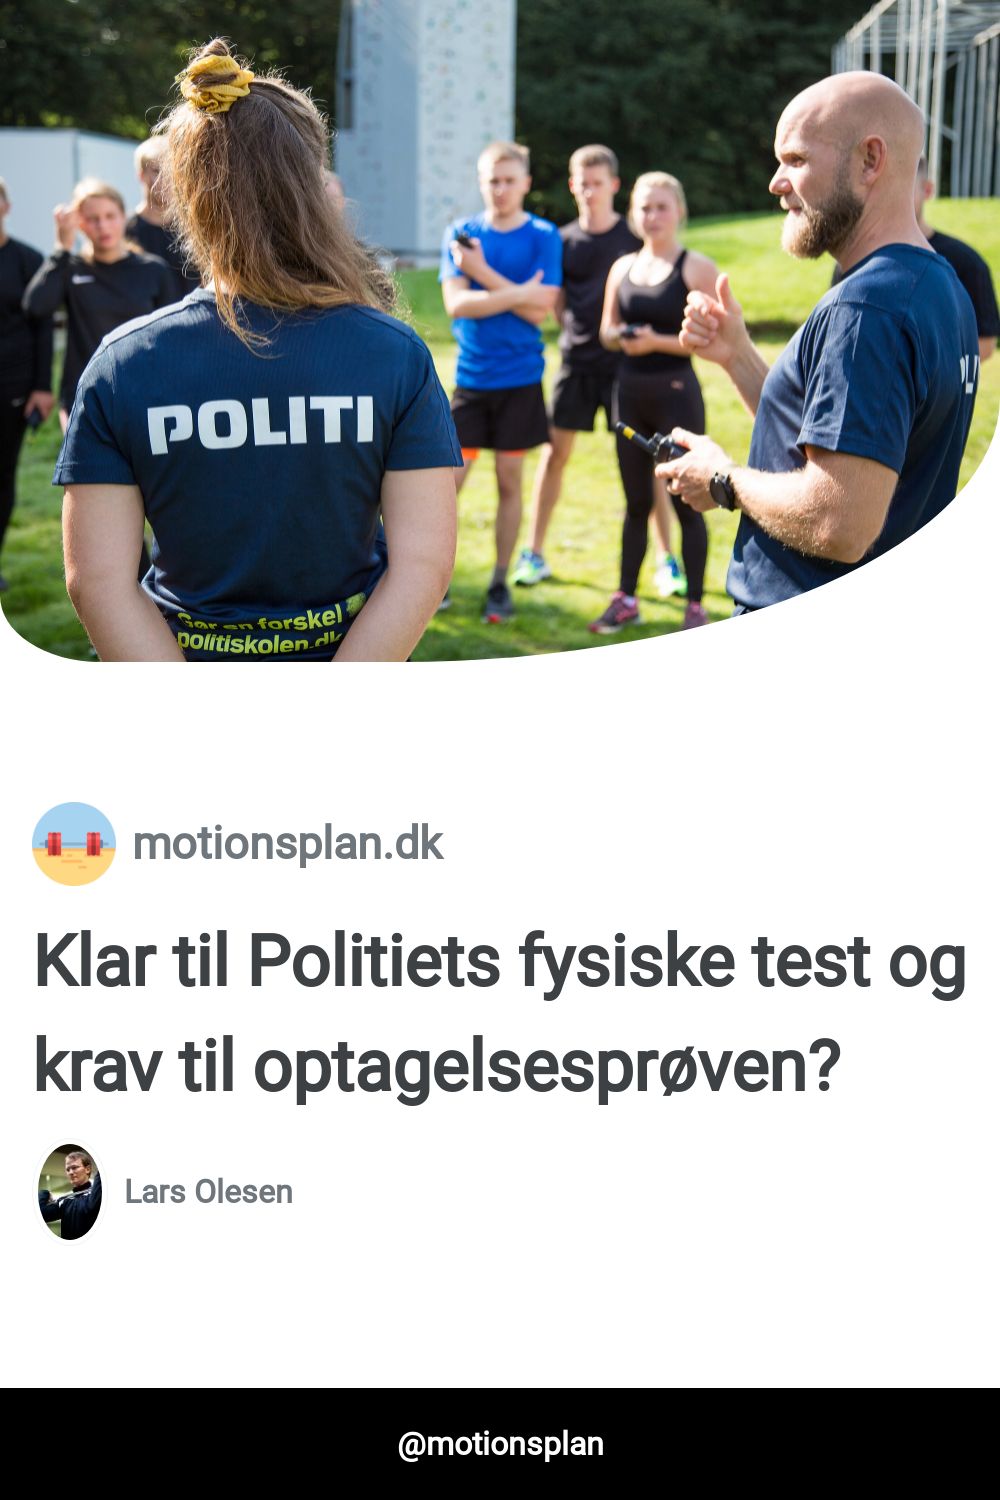 POLITI
PLI
Gør en forskel
politiskolen.dk
motionsplan.dk
Klar til Politiets fysiske test og
krav til optagelsesprøven?
Lars Olesen
@motionsplan